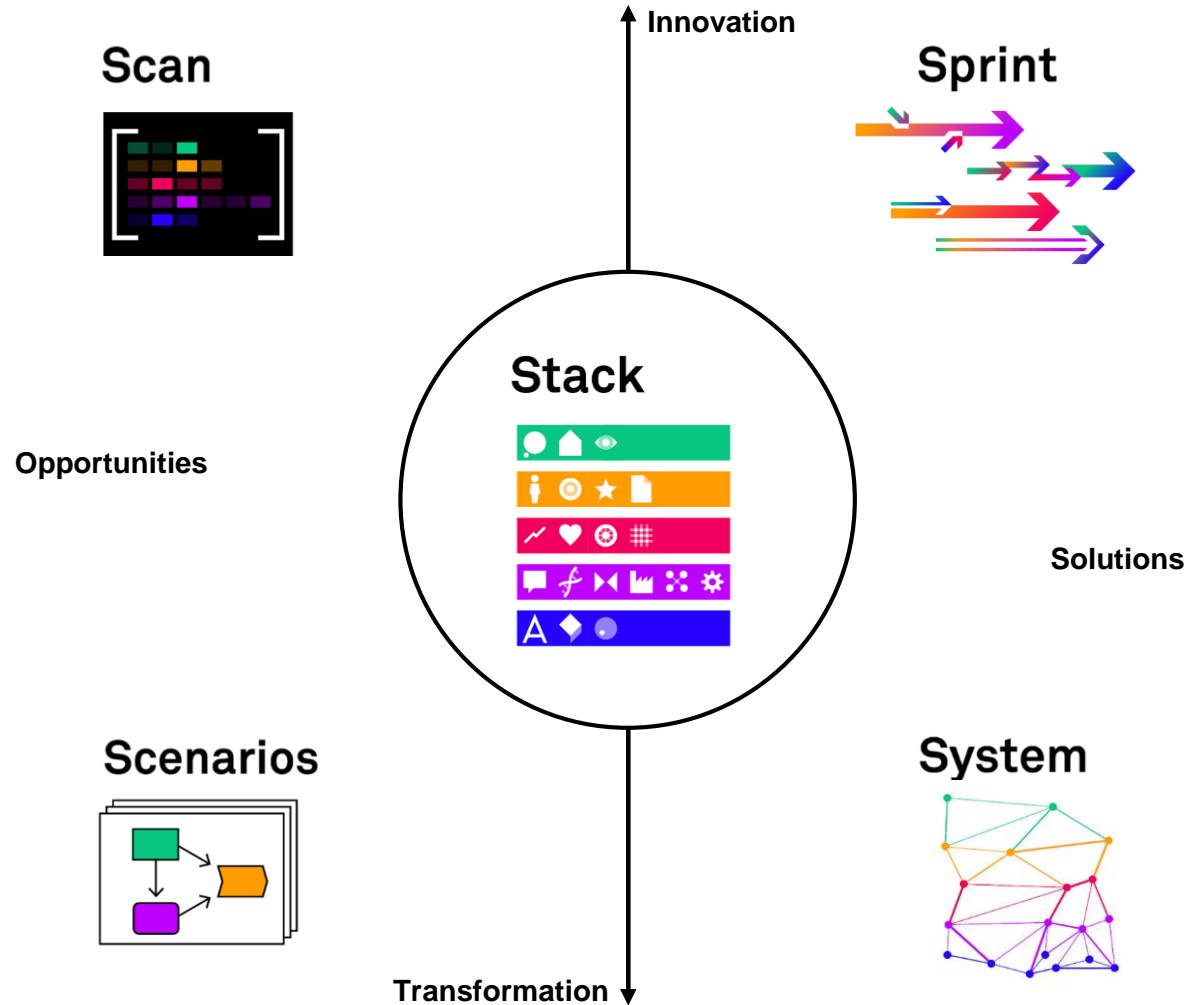 Innovation
Scan
Sprint
Stack
Opportunities
Solutions
Scenarios
System
Transformation